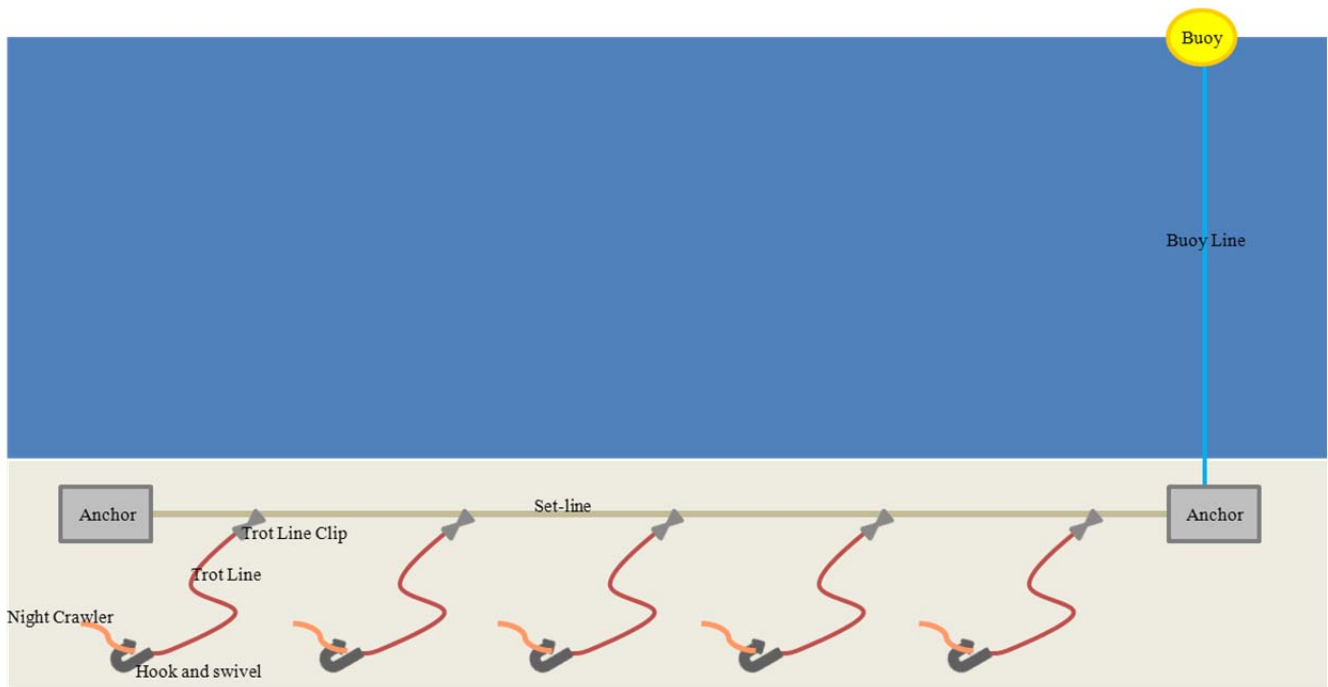 Buoy
Buoy Line
Set-line
Anchor
Anchor
Trot Line Clip
Trot Line
Night Crawler
Hook and swivel